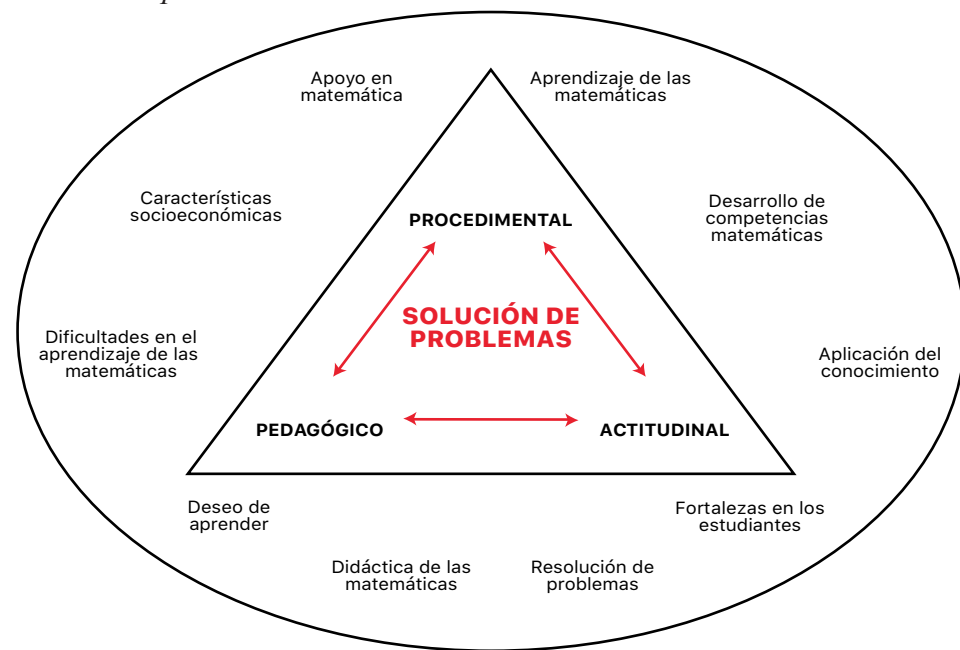 Apoyo en
matemática
Aprendizaje de las
matemáticas
Características
socioeconómicas
Desarrollo de
competencias
matemáticas
PROCEDIMENTAL
SOLUCIÓN DE
PROBLEMAS
Dificultades en el
aprendizaje de las
matemáticas
Aplicación del
conocimiento
PEDAGÓGICO
ACTITUDINAL
Deseo de
aprender
Fortalezas en los
estudiantes
Didáctica de las
matemáticas
Resolución de
problemas